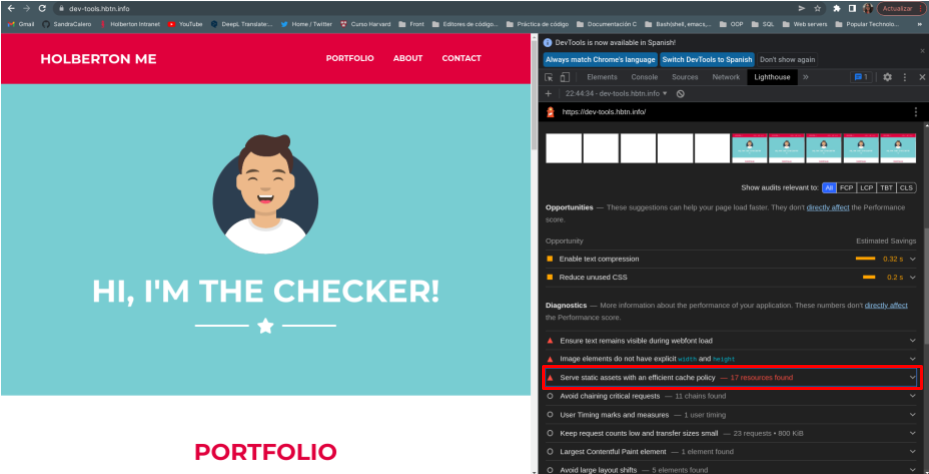 dev-tools.hbtn.info
Actualizar
Gmail SandraCalero Holberton Intranet YouTube DeepL Translate:... Home / Twitter Curso Harvard Front Editores de código... Práctica de código Documentación C Bash(shell, emacs,... OOP SQL Web servers Popular Technolo... »
HOLBERTON ME
PORTFOLIO ABOUT CONTACT
HI, I'M THE CHECKER!
PORTFOLIO
DevTools is now available in Spanish!
Always match Chrome's language Switch DevTools to Spanish Don't show again
Elements Console Sources Network Lighthouse » 1
22:44:34 - dev-tools.hbtn.info
https://dev-tools.hbtn.info/
Show audits relevant to: All FCP LCP TBT CLS
Opportunities — These suggestions can help your page load faster. They don't directly affect the Performance
score.
Opportunity Estimated Savings
Enable text compression 0.32 s
Reduce unused CSS 0.2 s
Diagnostics — More information about the performance of your application. These numbers don't directly affect
the Performance score.
Ensure text remains visible during webfont load
Image elements do not have explicit width and height
Serve static assets with an efficient cache policy — 17 resources found
Avoid chaining critical requests — 11 chains found
User Timing marks and measures — 1 user timing
Keep request counts low and transfer sizes small — 23 requests • 800 KiB
Largest Contentful Paint element — 1 element found
Avoid large layout shifts — 5 elements found